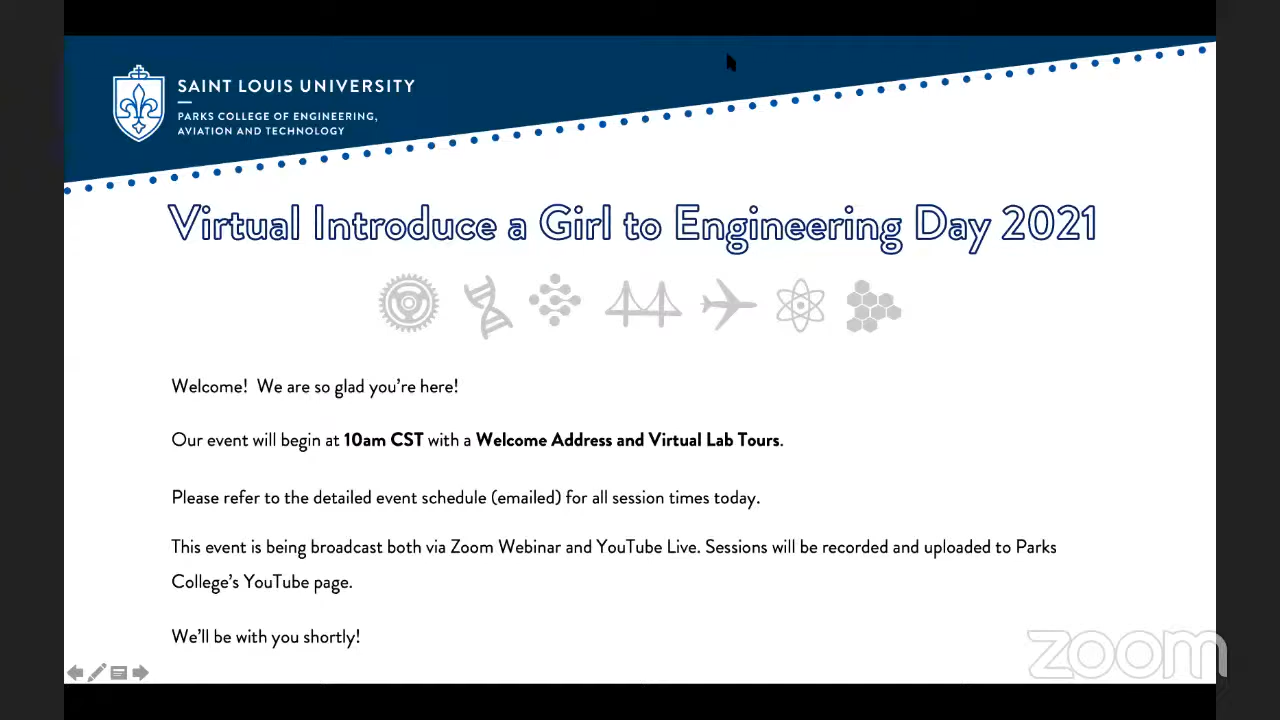 SAINT LOUIS UNIVERSITY
PARKS COLLEGE OF ENGINEERING,
AVIATION AND TECHNOLOGY
Virtual Introduce a Girl to Engineering Day 2021
Welcome!  We are so glad you're here!
Our event will begin at 10am CST with a Welcome Address and Virtual Lab Tours.
Please refer to the detailed event schedule (emailed) for all session times today.
This event is being broadcast both via Zoom Webinar and YouTube Live. Sessions will be recorded and uploaded to Parks
College's YouTube page.
We'll be with you shortly!
zoom